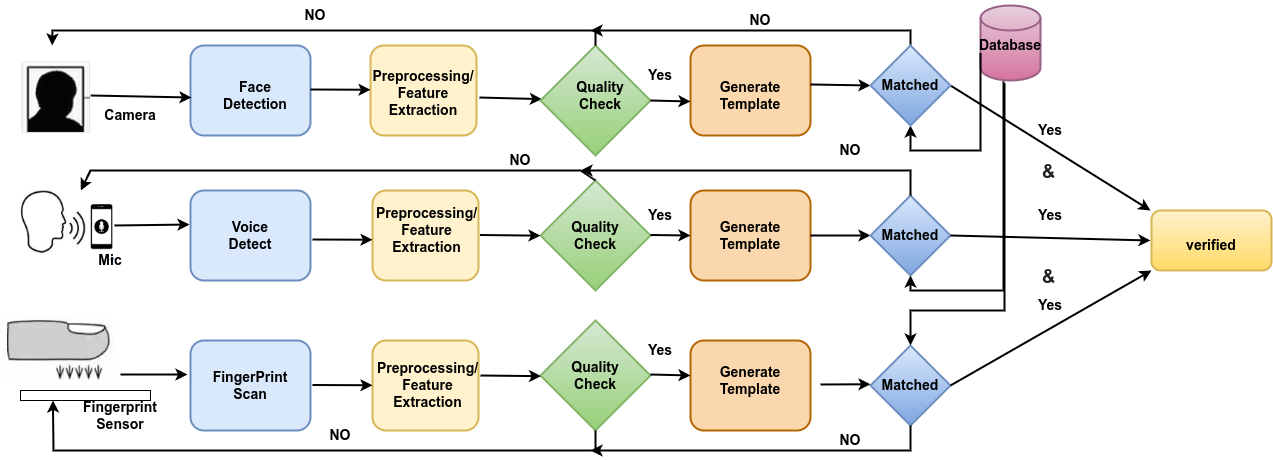 NO
NO
Database
Camera
Face
Detection
Preprocessing/
Feature
Extraction
Quality
Check
Yes
Generate
Template
Matched
Yes
&
NO
NO
Mic
Voice
Detect
Preprocessing/
Feature
Extraction
Quality
Check
Yes
Generate
Template
Matched
Yes
verified
&
Yes
Fingerprint
Sensor
FingerPrint
Scan
Preprocessing/
Feature
Extraction
Quality
Check
Yes
Generate
Template
Matched
NO
NO